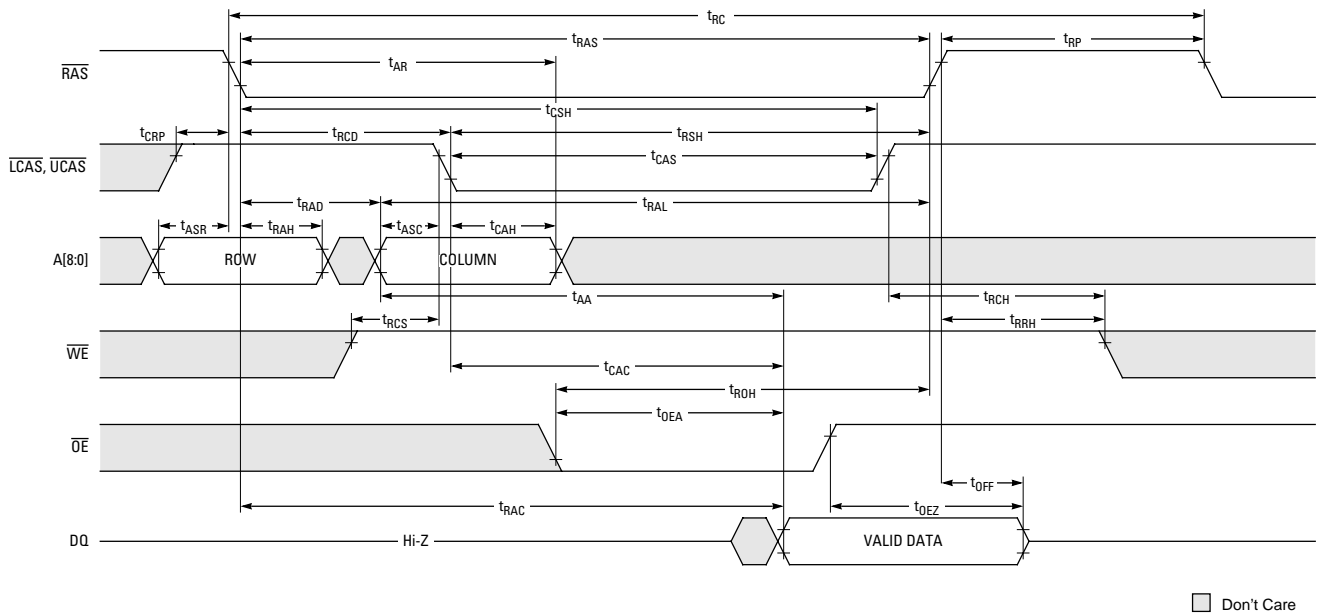 tRC
tRAS
tRP
RAS
tAR
tCSH
tCRP
tRCD
tRSH
LCAS, UCAS
tCAS
tRAD
tRAL
tASR
tRAH
tASC
tCAH
A[8:0]
ROW
COLUMN
tAA
tRCH
tRCS
tRRH
WE
tCAC
tROH
tOEA
OE
tOFF
tRAC
tOEZ
DQ
Hi-Z
VALID DATA
Don't Care